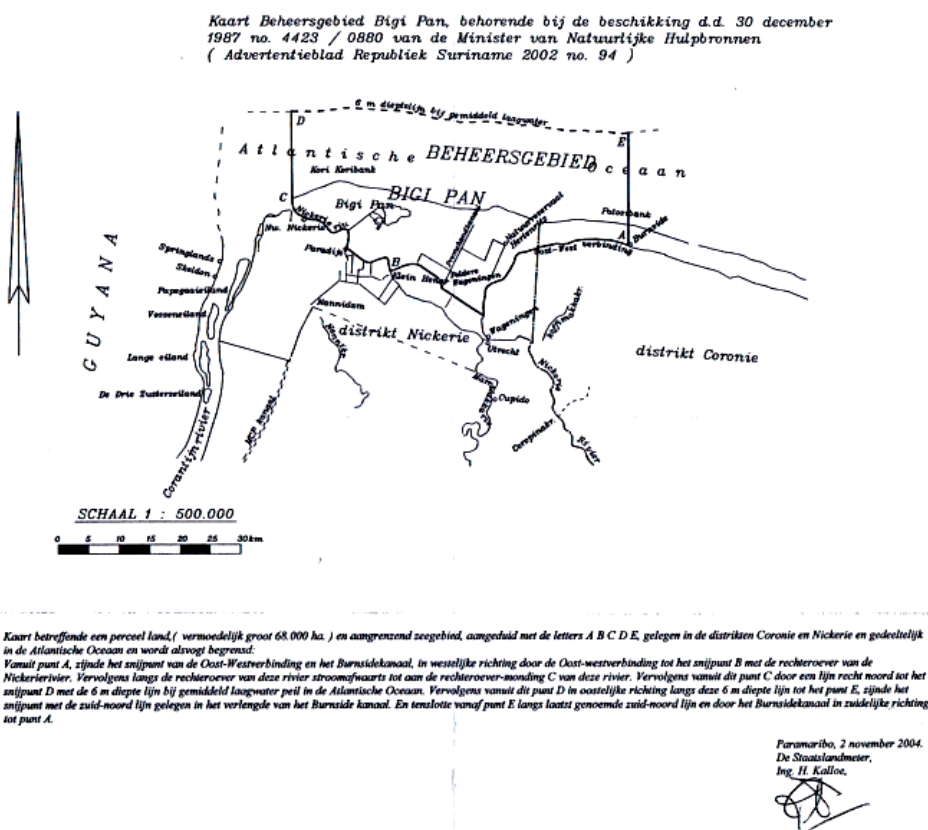 Kaart Beheersgebied Bigi Pan, behorende bij de beschikking d.d. 30 december
1987 no. 4423 / 0880 van de Minister van Natuurlijke Hulpbronnen
( Advertentieblad Republiek Suriname 2002 no. 94 )
6 m dieptelijn bij gemiddeld laagwater
D
E
Atlantische Oceaan
BEHEERSGEBIED
BIGI PAN
Kori Koribank
C
Bigi Pan
Nickerie riv.
Nw. Nickerie
Paradijs
B
Klein Henar
Polders
Wageningen
Natuurreservaat
Hertenrits
Oost-West verbinding
A
Burnside
GUYANA
Springlands
Skeldon
Papegaaieiland
Vosseneiland
Lange eiland
De Drie Zusterseiland
Corantijnrivier
Nannidam
MCP kanaal
distrikt Nickerie
Wageningen
Utrecht
Cupido
Nickerie
Rivier
distrikt Coronie
SCHAAL 1 : 500.000
0 5 10 15 20 25 30km
Kaart betreffende een perceel land,( vermoedelijk groot 68.000 ha. ) en aangrenzend zeegebied, aangeduid met de letters A B C D E, gelegen in de distrikten Coronie en Nickerie en gedeeltelijk
in de Atlantische Oceaan en wordt alsvogt begrensd:
Vanuit punt A, zijnde het snijpunt van de Oost-Westverbinding en het Burnsidekanaal, in westelijke richting door de Oost-westverbinding tot het snijpunt B met de rechteroever van de
Nickerierivier. Vervolgens langs de rechteroever van deze rivier stroomafwaarts tot aan de rechteroever-monding C van deze rivier. Vervolgens vanuit dit punt C door een lijn recht noord tot het
snijpunt D met de 6 m diepte lijn bij gemiddeld laagwater peil in de Atlantische Oceaan. Vervolgens vanuit dit punt D in oostelijke richting langs deze 6 m diepte lijn tot het punt E, zijnde het
snijpunt met de zuid-noord lijn gelegen in het verlengde van het Burnside kanaal. En tenslotte vanaf punt E langs laatst genoemde zuid-noord lijn en door het Burnsidekanaal in zuidelijke richting
tot punt A.
Paramaribo, 2 november 2004.
De Staatslandmeter,
Ing. H. Kalloe,